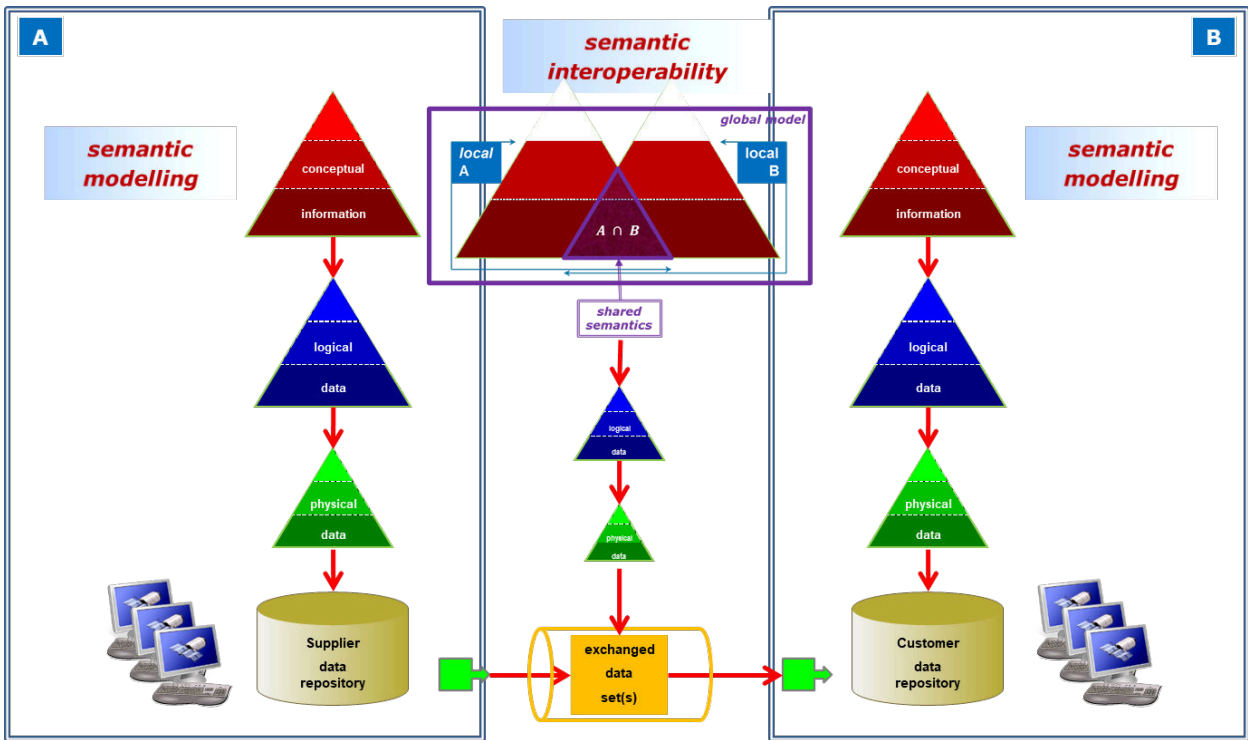 A
semantic
modelling
conceptual
information
logical
data
physical
data
Supplier
data
repository
semantic
interoperability
global model
local
A
local
B
A ∩ B
shared
semantics
logical
data
physical
data
exchanged
data
set(s)
B
conceptual
information
logical
data
physical
data
Customer
data
repository
semantic
modelling